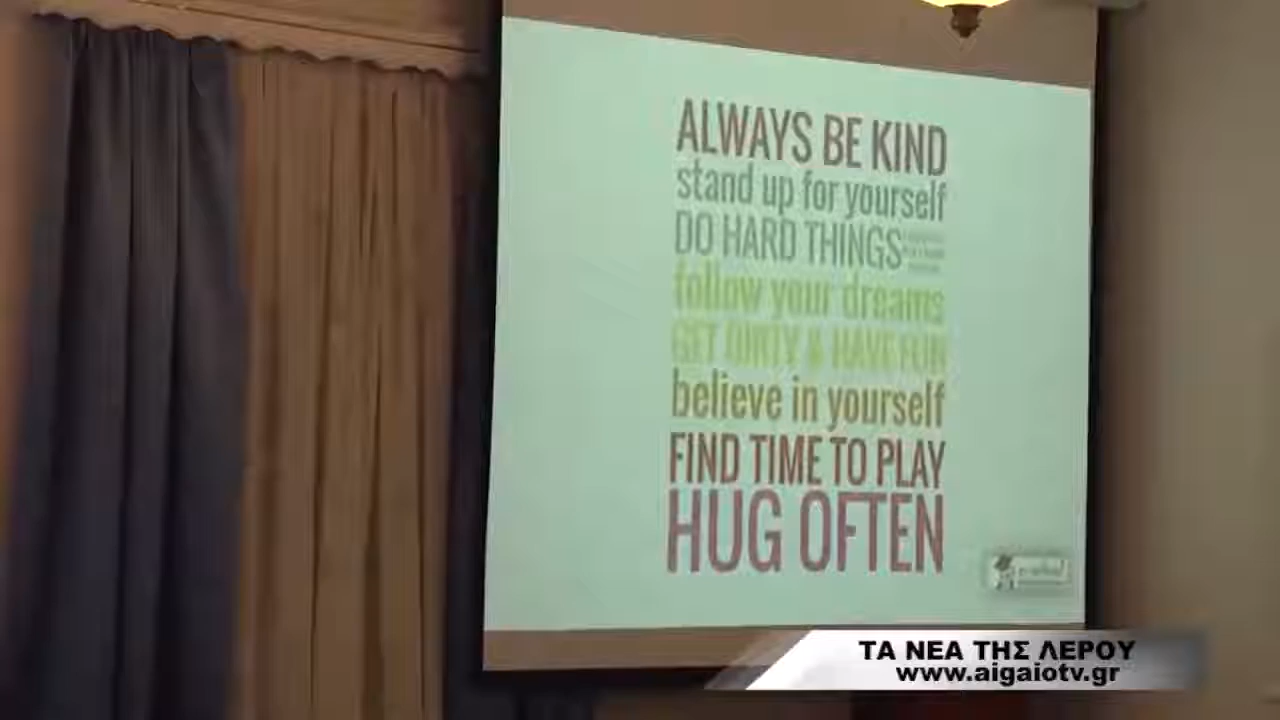 ALWAYS BE KIND
stand up for yourself
DO HARD THINGS
follow your dreams
GET DIRTY & HAVE FUN
believe in yourself
FIND TIME TO PLAY
HUG OFTEN
ΤΑ ΝΕΑ ΤΗΣ ΛΕΡΟΥ
www.aigaiotv.gr